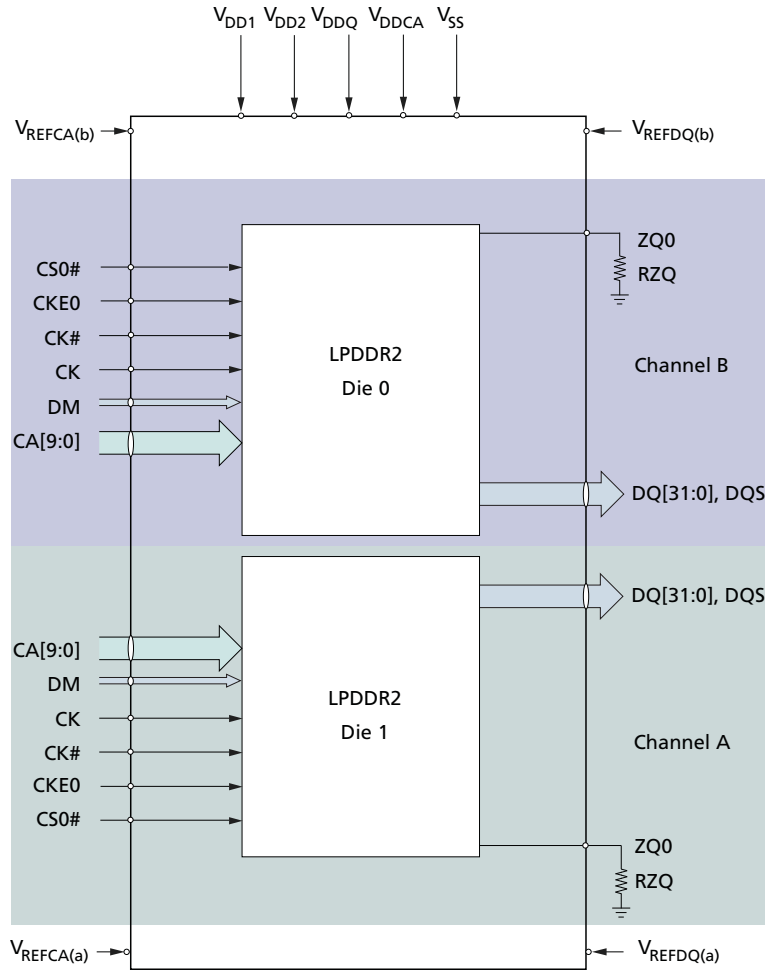 VDD1 VDD2 VDDQ VDDCA VSS
VREFCA(b)
VREFDQ(b)
ZQ0
RZQ
CS0#
CKE0
CK#
CK
DM
CA[9:0]
LPDDR2
Die 0
Channel B
DQ[31:0], DQS
DQ[31:0], DQS
CA[9:0]
DM
CK
CK#
CKE0
CS0#
LPDDR2
Die 1
Channel A
ZQ0
RZQ
VREFCA(a)
VREFDQ(a)